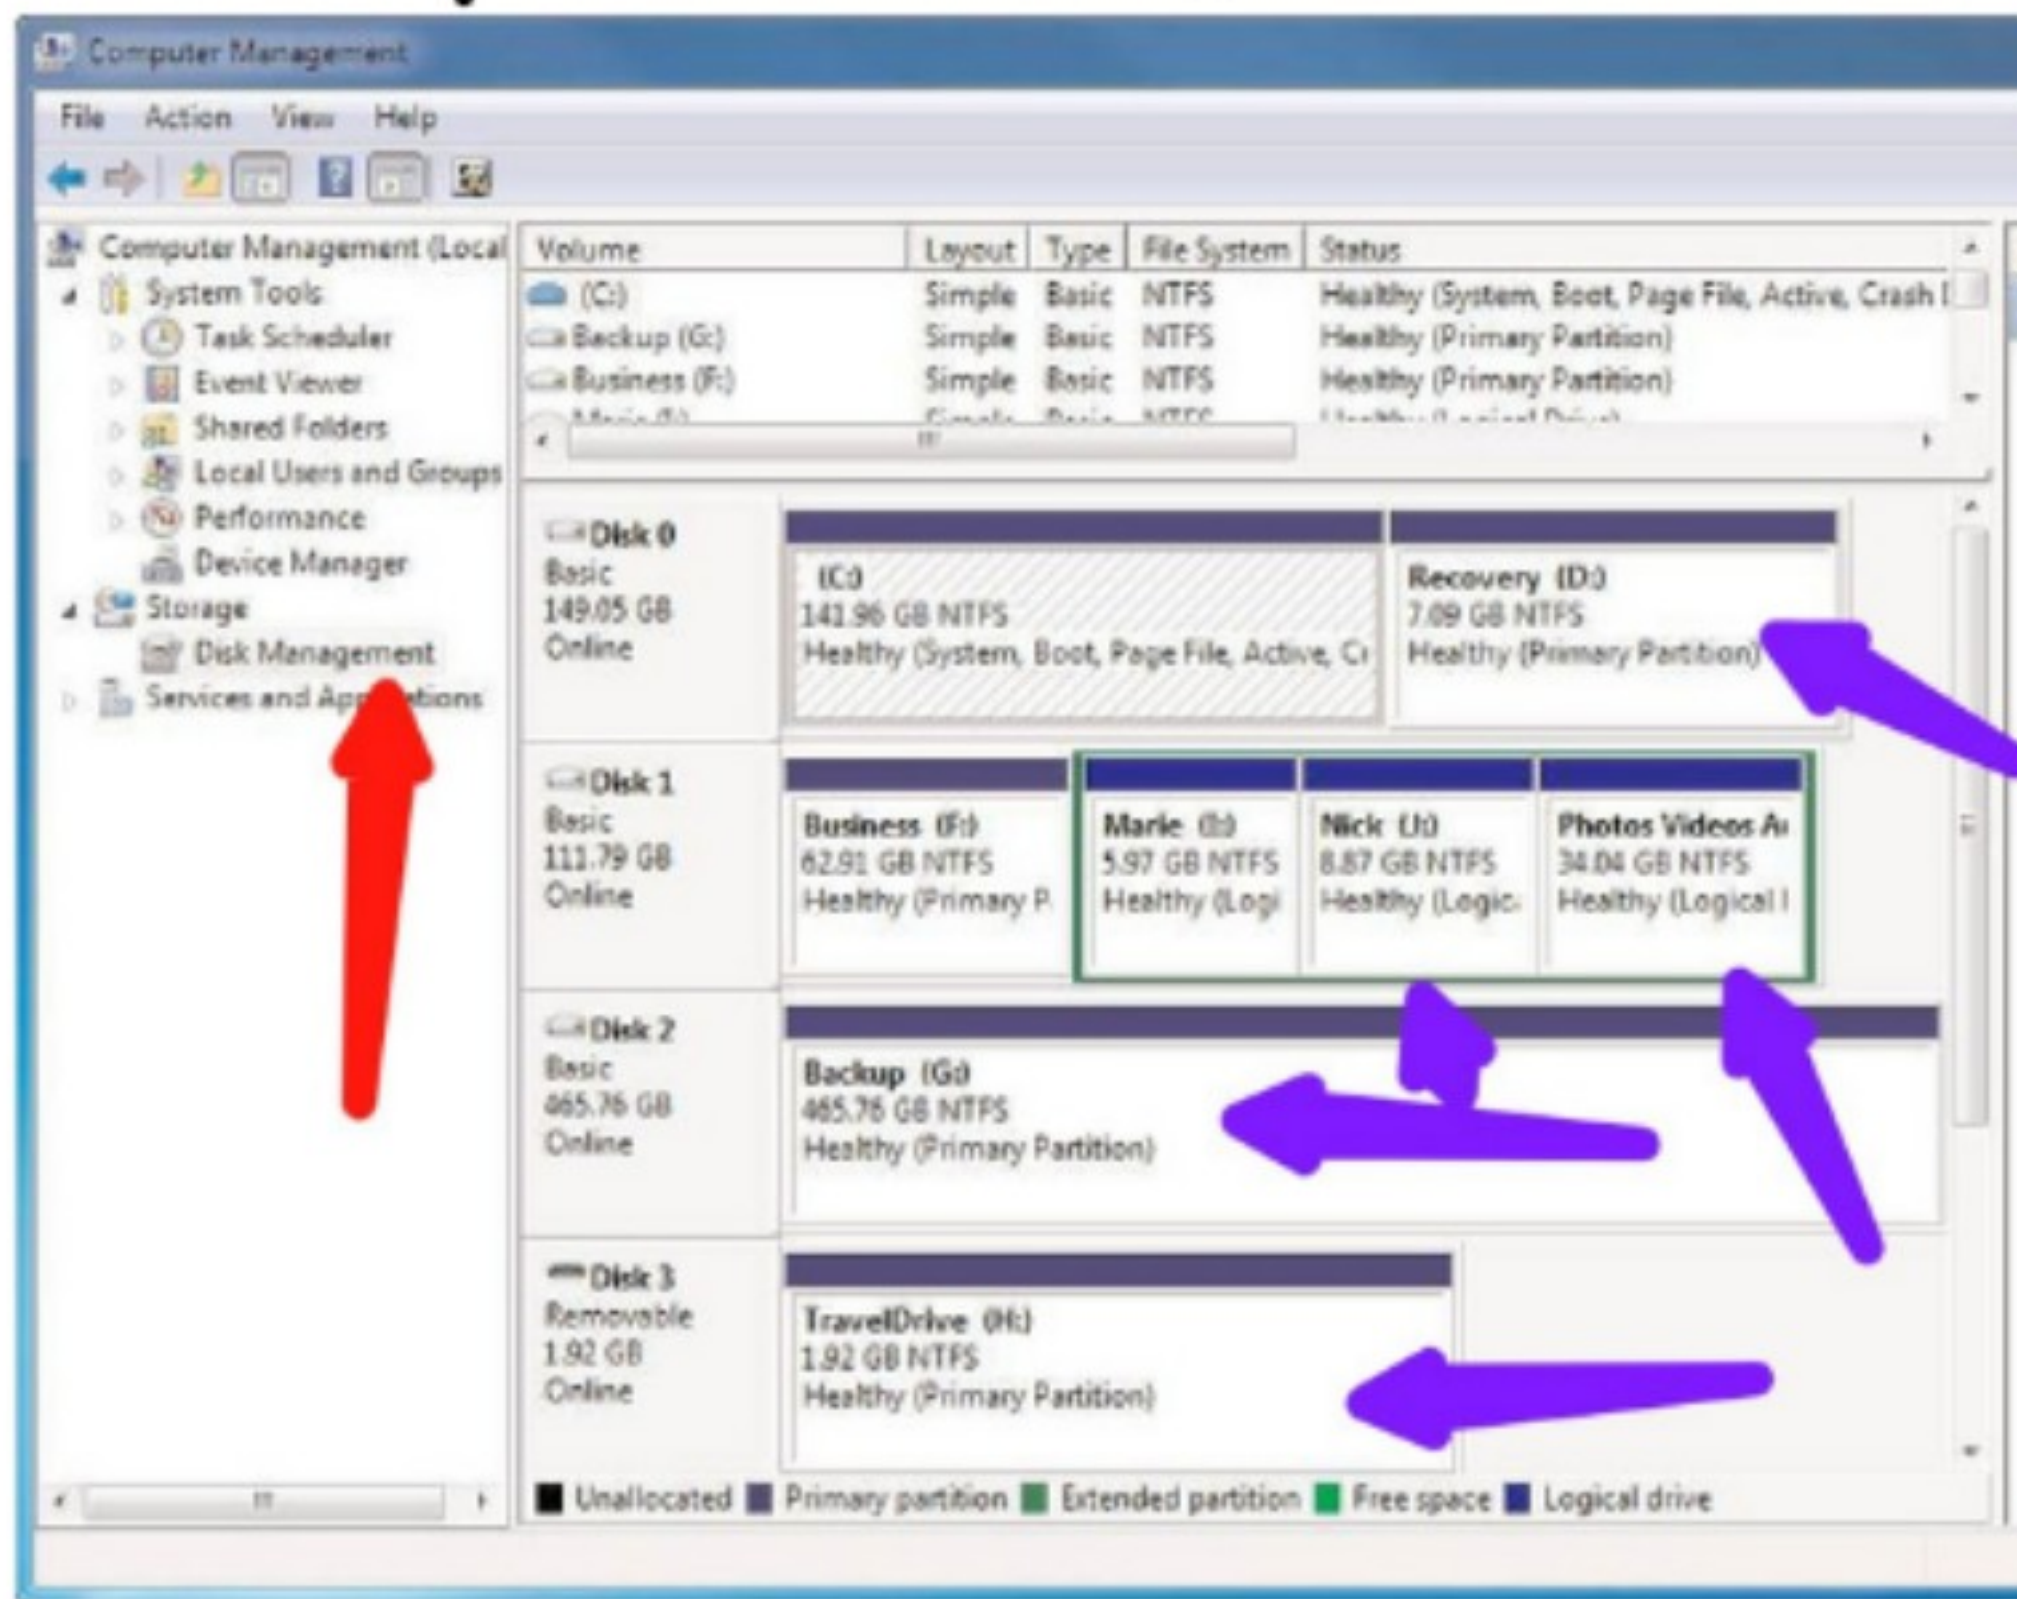 Computer Management
File Action View Help
Computer Management (Local
System Tools
Task Scheduler
Event Viewer
Shared Folders
Local Users and Groups
Performance
Device Manager
Storage
Disk Management
Services and App ations
Volume Layout Type File System Status
(C:) Simple Basic NTFS Healthy (System, Boot, Page File, Active, Crash
Backup (G:) Simple Basic NTFS Healthy (Primary Partition)
Business (F:) Simple Basic NTFS Healthy (Primary Partition)
Disk 0
Basic
149.05 GB
Online
(C:)
141.96 GB NTFS
Healthy (System, Boot, Page File, Active, Cr
Recovery (D:)
7.09 GB NTFS
Healthy (Primary Partition)
Disk 1
Basic
111.79 GB
Online
Business (F:)
62.91 GB NTFS
Healthy (Primary P
Marie (I:)
5.97 GB NTFS
Healthy (Logi
Nick (J:)
8.87 GB NTFS
Healthy (Logic
Photos Videos Au
34.04 GB NTFS
Healthy (Logical
Disk 2
Basic
465.76 GB
Online
Backup (G:)
465.76 GB NTFS
Healthy (Primary Partition)
Disk 3
Removable
1.92 GB
Online
TravelDrive (H:)
1.92 GB NTFS
Healthy (Primary Partition)
Unallocated Primary partition Extended partition Free space Logical drive